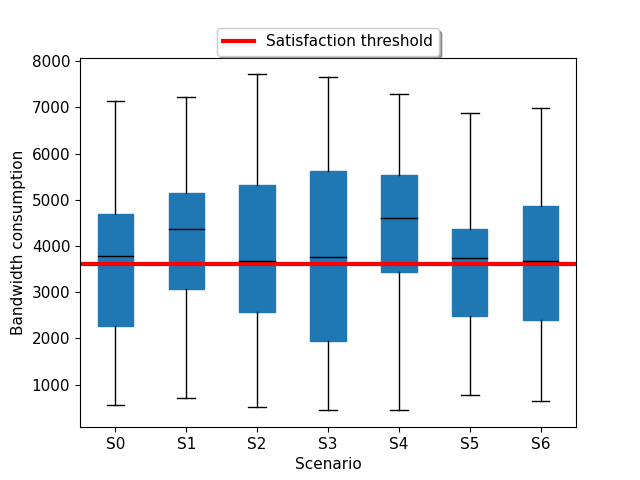 Satisfaction threshold
8000
7000
6000
5000
4000
3000
2000
1000
Bandwidth consumption
S0 S1 S2 S3 S4 S5 S6
Scenario